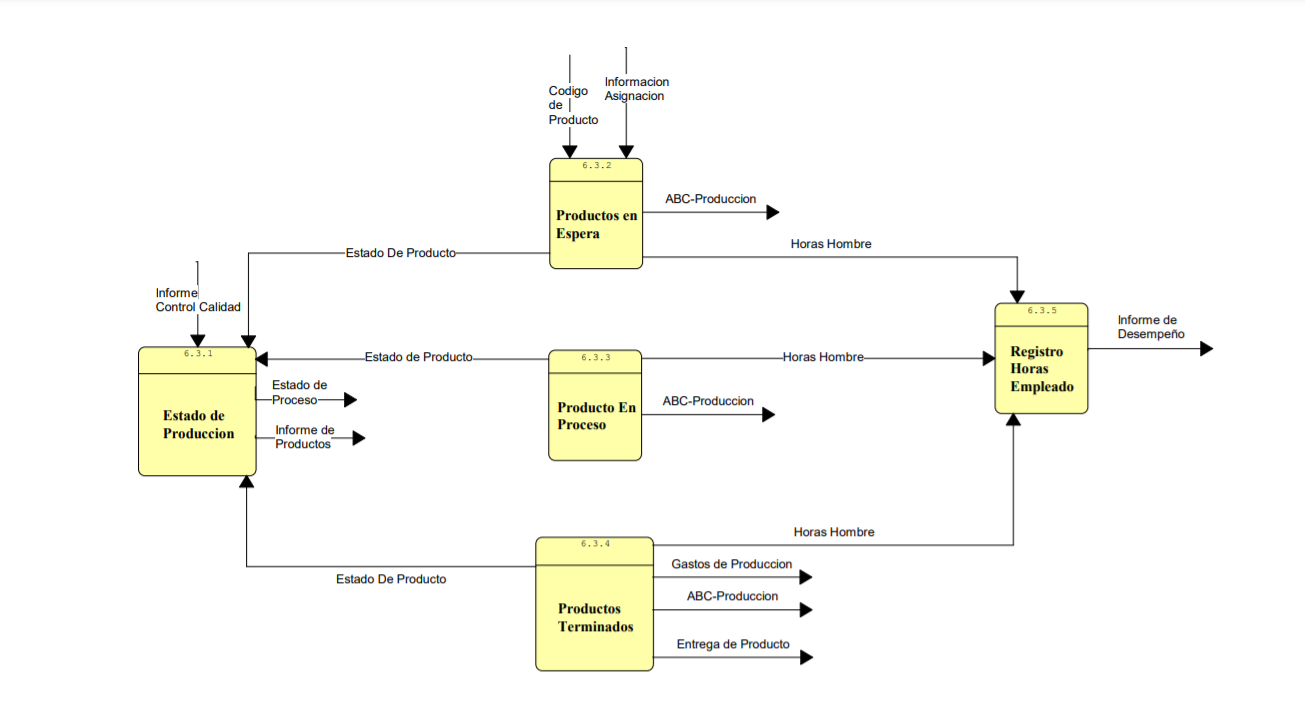 Codigo
de
Producto
Informacion
Asignacion
6.3.2
Productos en
Espera
ABC-Produccion
Horas Hombre
Estado De Producto
Informe
Control Calidad
6.3.1
Estado de
Produccion
Estado de
Proceso
Informe de
Productos
Estado de Producto
6.3.3
Producto En
Proceso
Horas Hombre
ABC-Produccion
6.3.5
Registro
Horas
Empleado
Informe de
Desempeño
Estado De Producto
6.3.4
Productos
Terminados
Horas Hombre
Gastos de Produccion
ABC-Produccion
Entrega de Producto